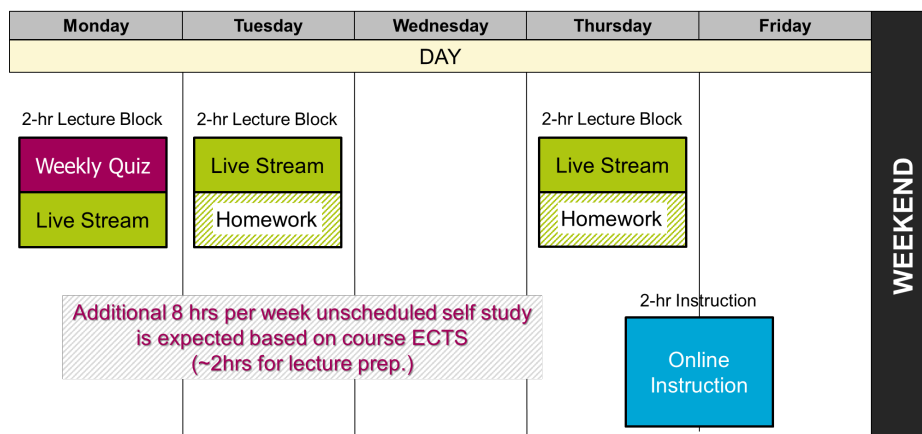 Monday
Tuesday
Wednesday
Thursday
Friday
DAY
2-hr Lecture Block
2-hr Lecture Block
2-hr Lecture Block
Weekly Quiz
Live Stream
Live Stream
Live Stream
Homework
Homework
Additional 8 hrs per week unscheduled self study
is expected based on course ECTS
(~2hrs for lecture prep.)
2-hr Instruction
Online
Instruction
WEEKEND